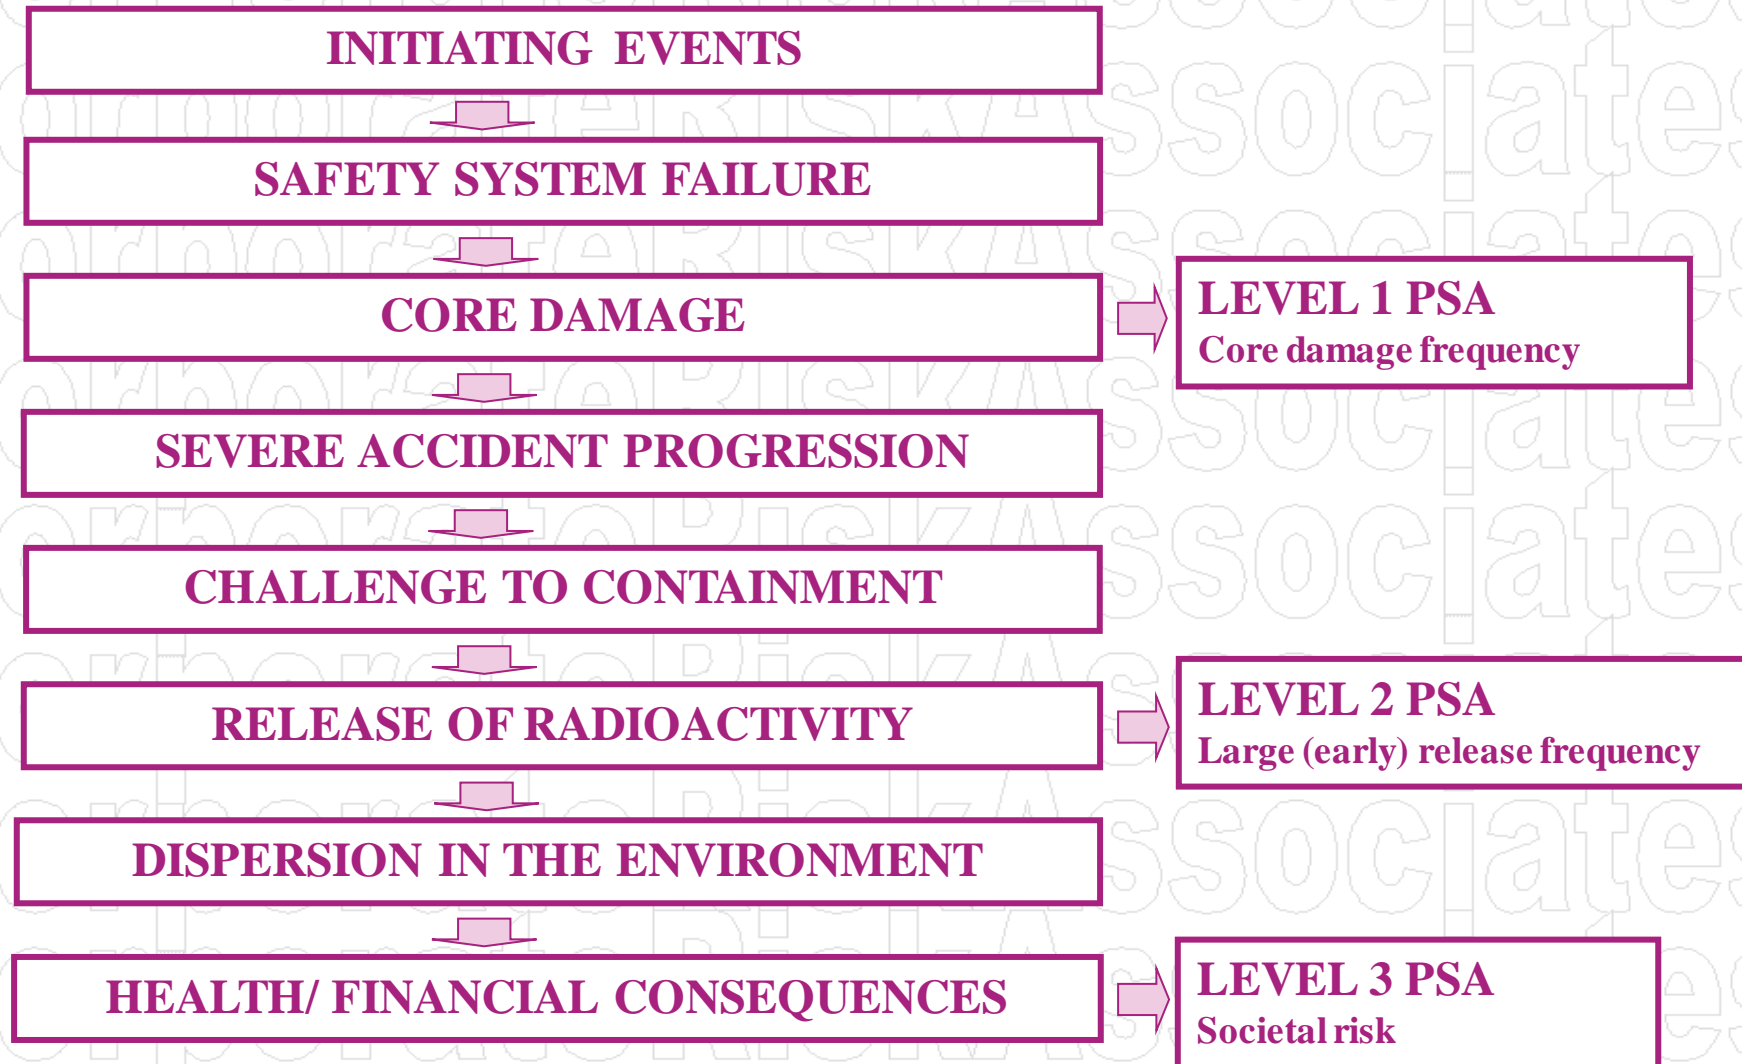 INITIATING EVENTS
SAFETY SYSTEM FAILURE
CORE DAMAGE
LEVEL 1 PSA
Core damage frequency
SEVERE ACCIDENT PROGRESSION
CHALLENGE TO CONTAINMENT
RELEASE OF RADIOACTIVITY
LEVEL 2 PSA
Large (early) release frequency
DISPERSION IN THE ENVIRONMENT
HEALTH/ FINANCIAL CONSEQUENCES
LEVEL 3 PSA
Societal risk